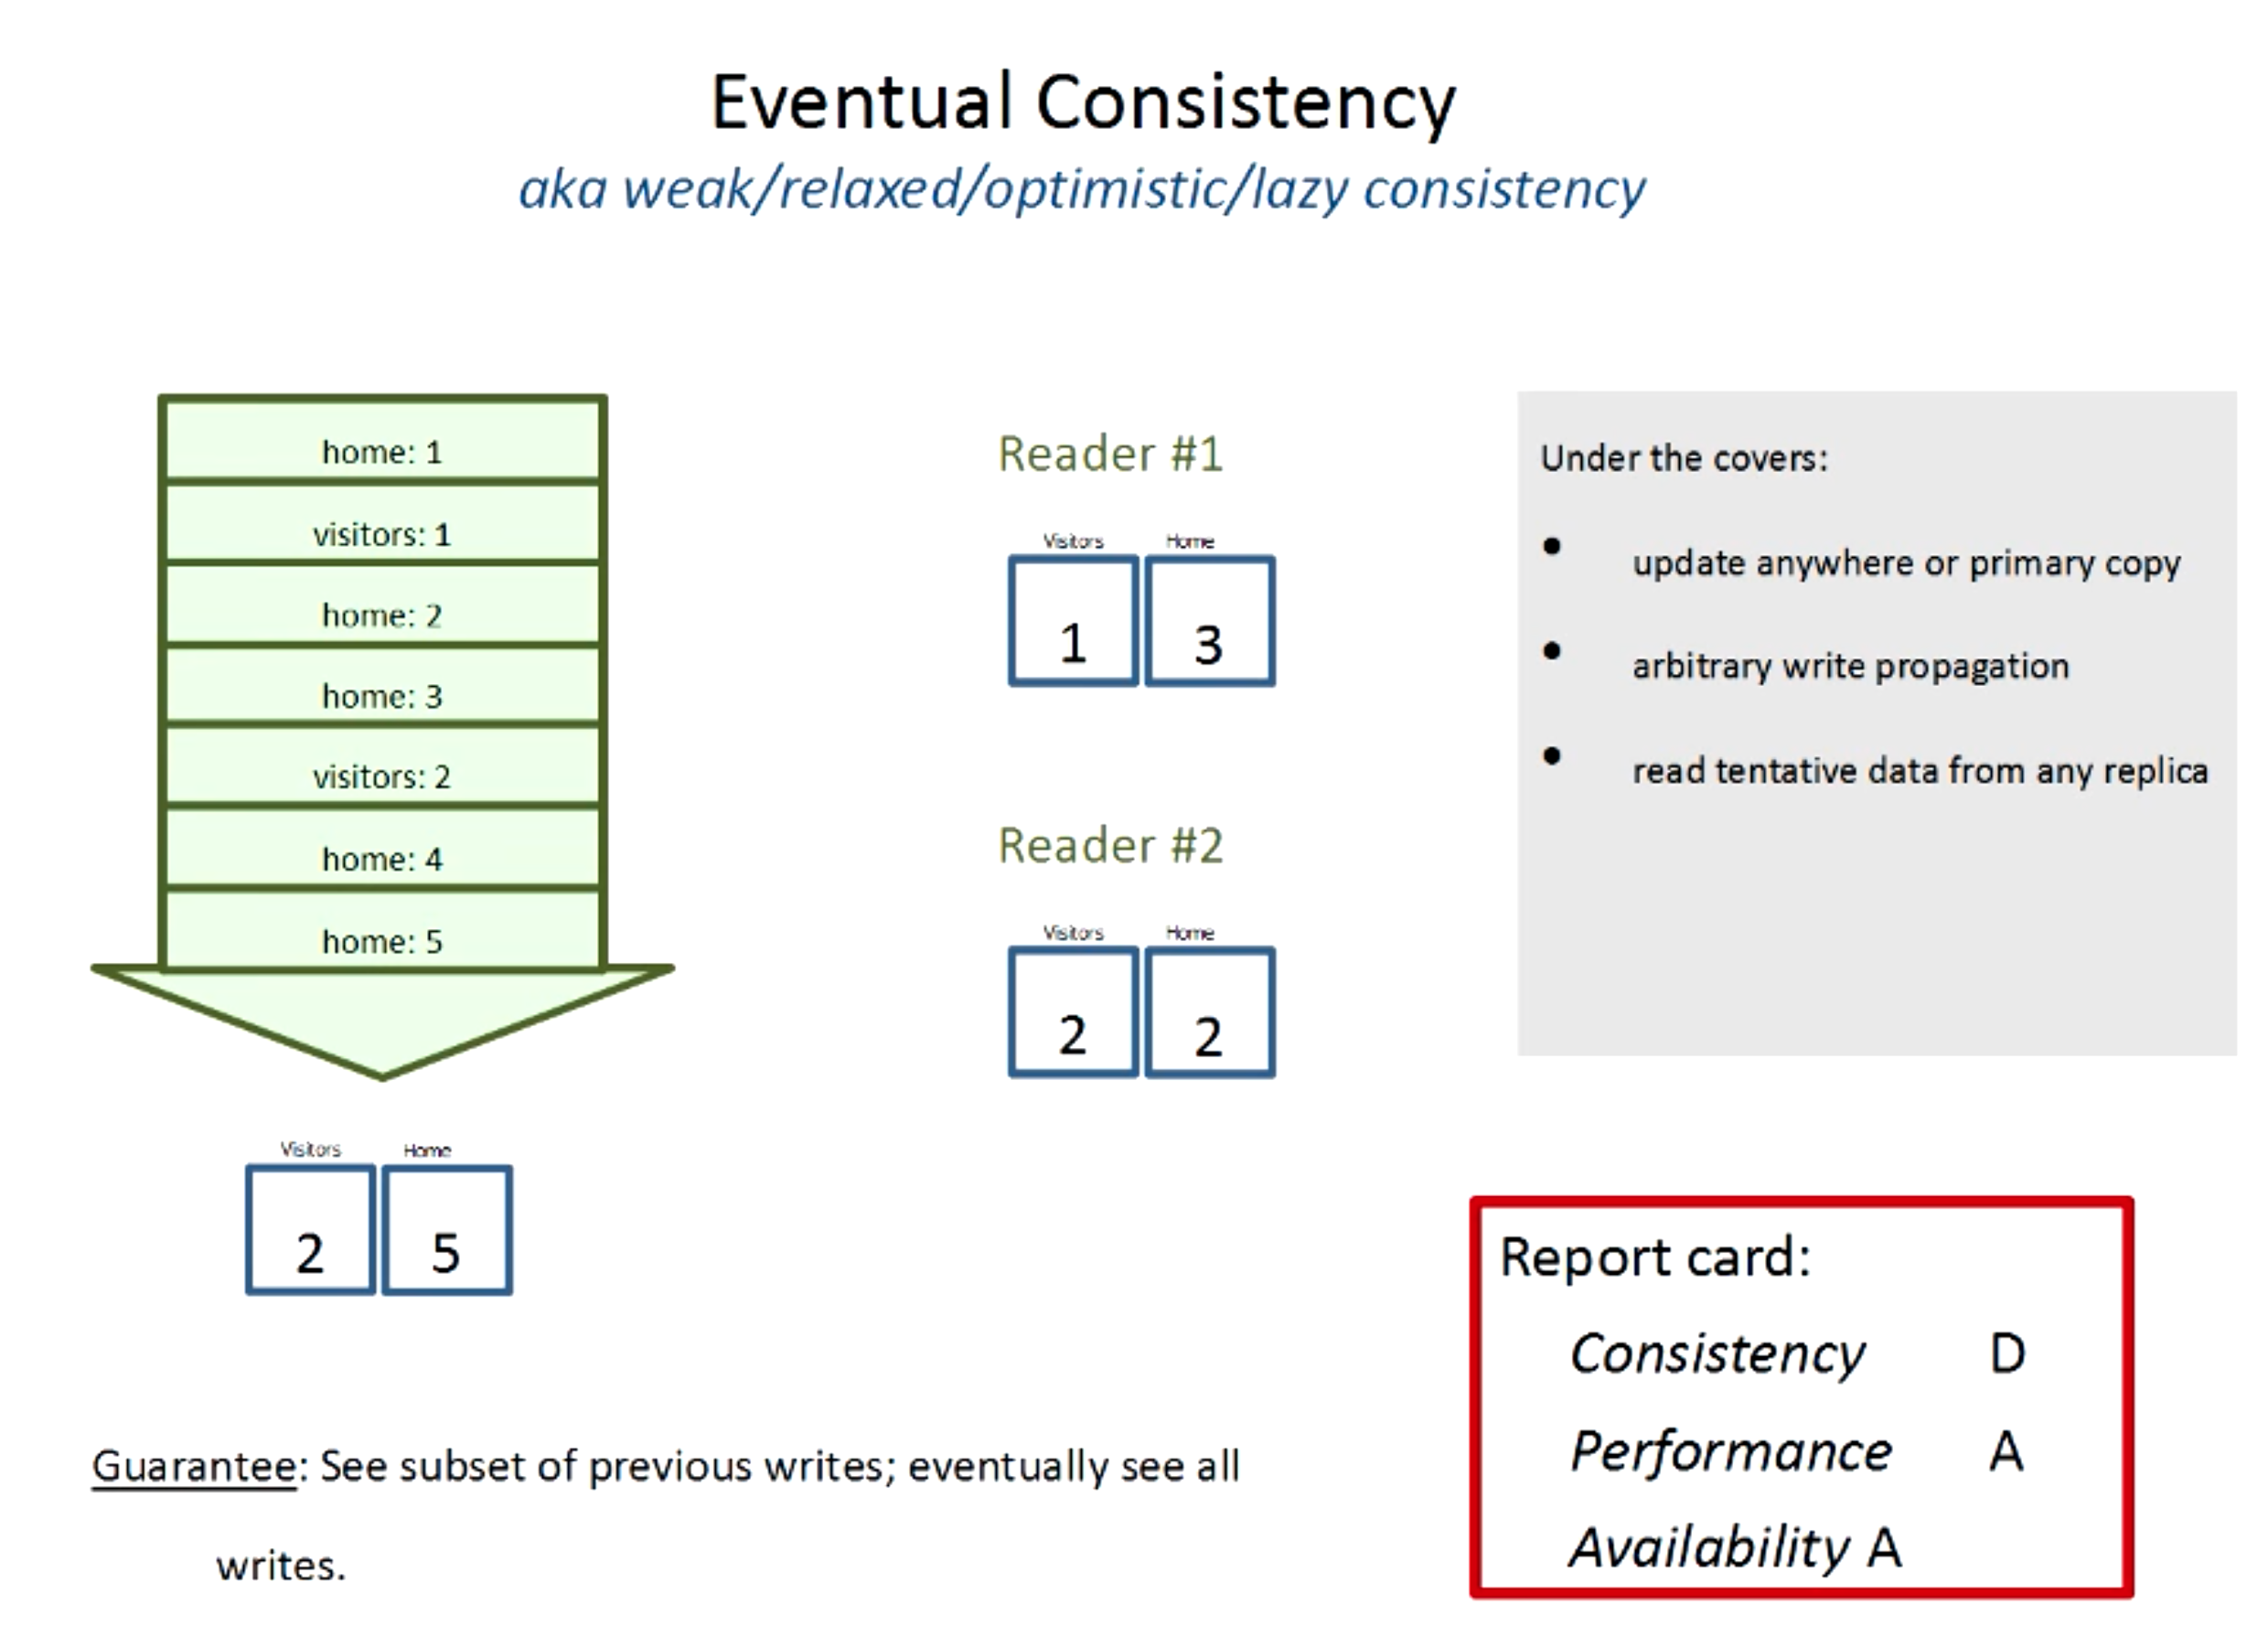 Eventual Consistency
aka weak/relaxed/optimistic/lazy consistency
home: 1
visitors: 1
home: 2
home: 3
visitors: 2
home: 4
home: 5
Visitors Home
2 5
Reader #1
Visitors Home
1 3
Reader #2
Visitors Home
2 2
Under the covers:
• update anywhere or primary copy
• arbitrary write propagation
• read tentative data from any replica
Guarantee: See subset of previous writes; eventually see all
writes.
Report card:
Consistency D
Performance A
Availability A